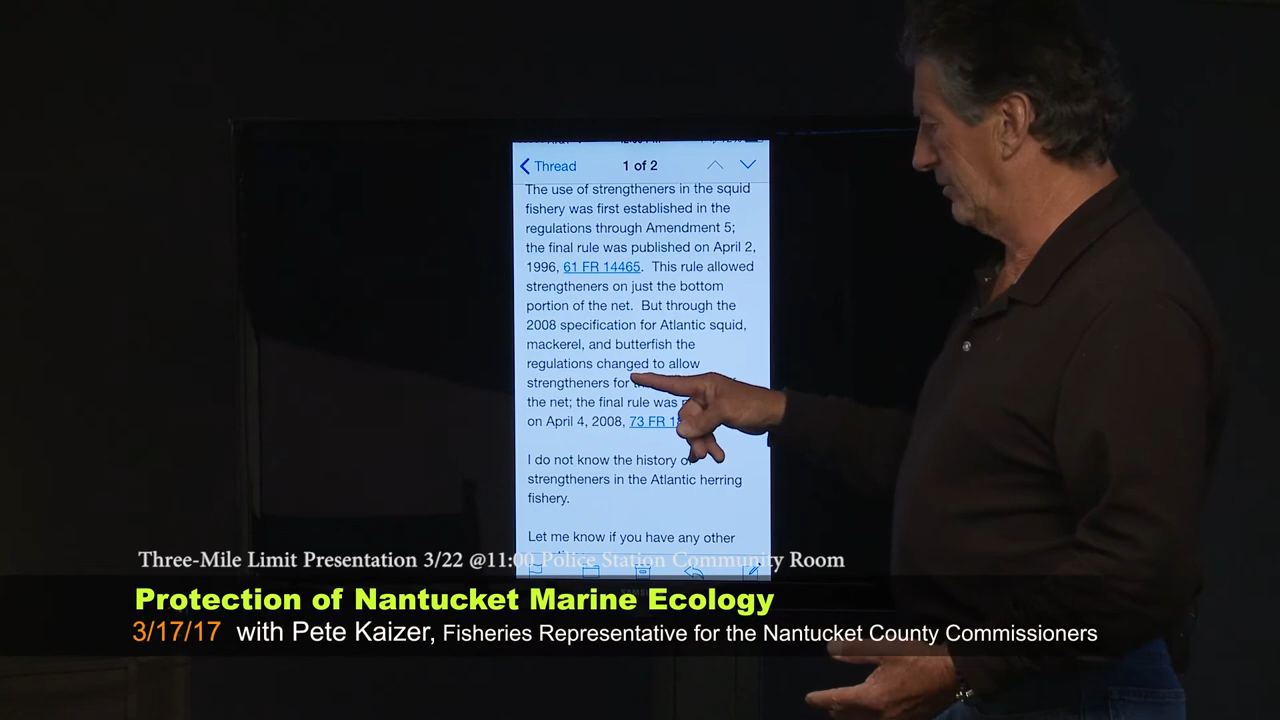 Thread
1 of 2
The use of strengtheners in the squid
fishery was first established in the
regulations through Amendment 5;
the final rule was published on April 2,
1996, 61 FR 14465. This rule allowed
strengtheners on just the bottom
portion of the net. But through the
2008 specification for Atlantic squid,
mackerel, and butterfish the
regulations changed to allow
strengtheners for
the net; the final rule was
on April 4, 2008, 73 FR
I do not know the history
strengtheners in the Atlantic herring
fishery.
Let me know if you have any other
Three-Mile Limit Presentation 3/22 @11:00 Police Station Community Room
Protection of Nantucket Marine Ecology
3/17/17 with Pete Kaizer, Fisheries Representative for the Nantucket County Commissioners